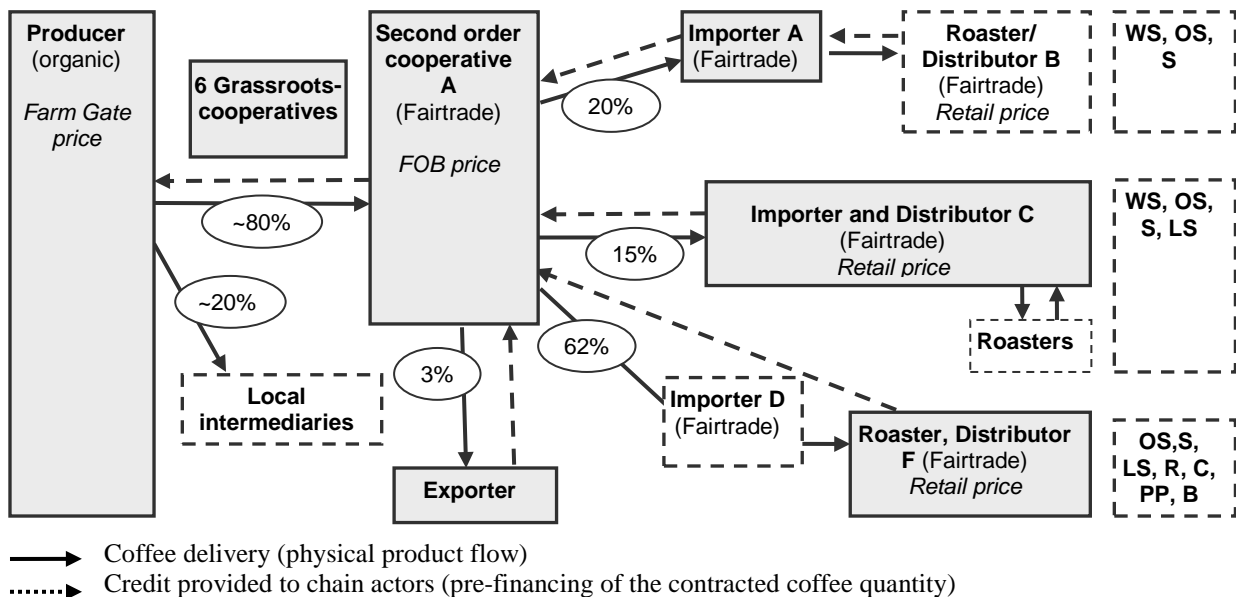 Producer
(organic)
Farm Gate
price
6 Grassroots-
cooperatives
~80%
~20%
Local
intermediaries
Second order
cooperative
A
(Fairtrade)
FOB price
3%
Exporter
20%
Importer A
(Fairtrade)
Roaster/
Distributor B
(Fairtrade)
Retail price
WS, OS,
S
15%
Importer and Distributor C
(Fairtrade)
Retail price
Roasters
WS, OS,
S, LS
62%
Importer D
(Fairtrade)
Roaster, Distributor
F (Fairtrade)
Retail price
OS,S,
LS, R, C,
PP, B
Coffee delivery (physical product flow)
Credit provided to chain actors (pre-financing of the contracted coffee quantity)